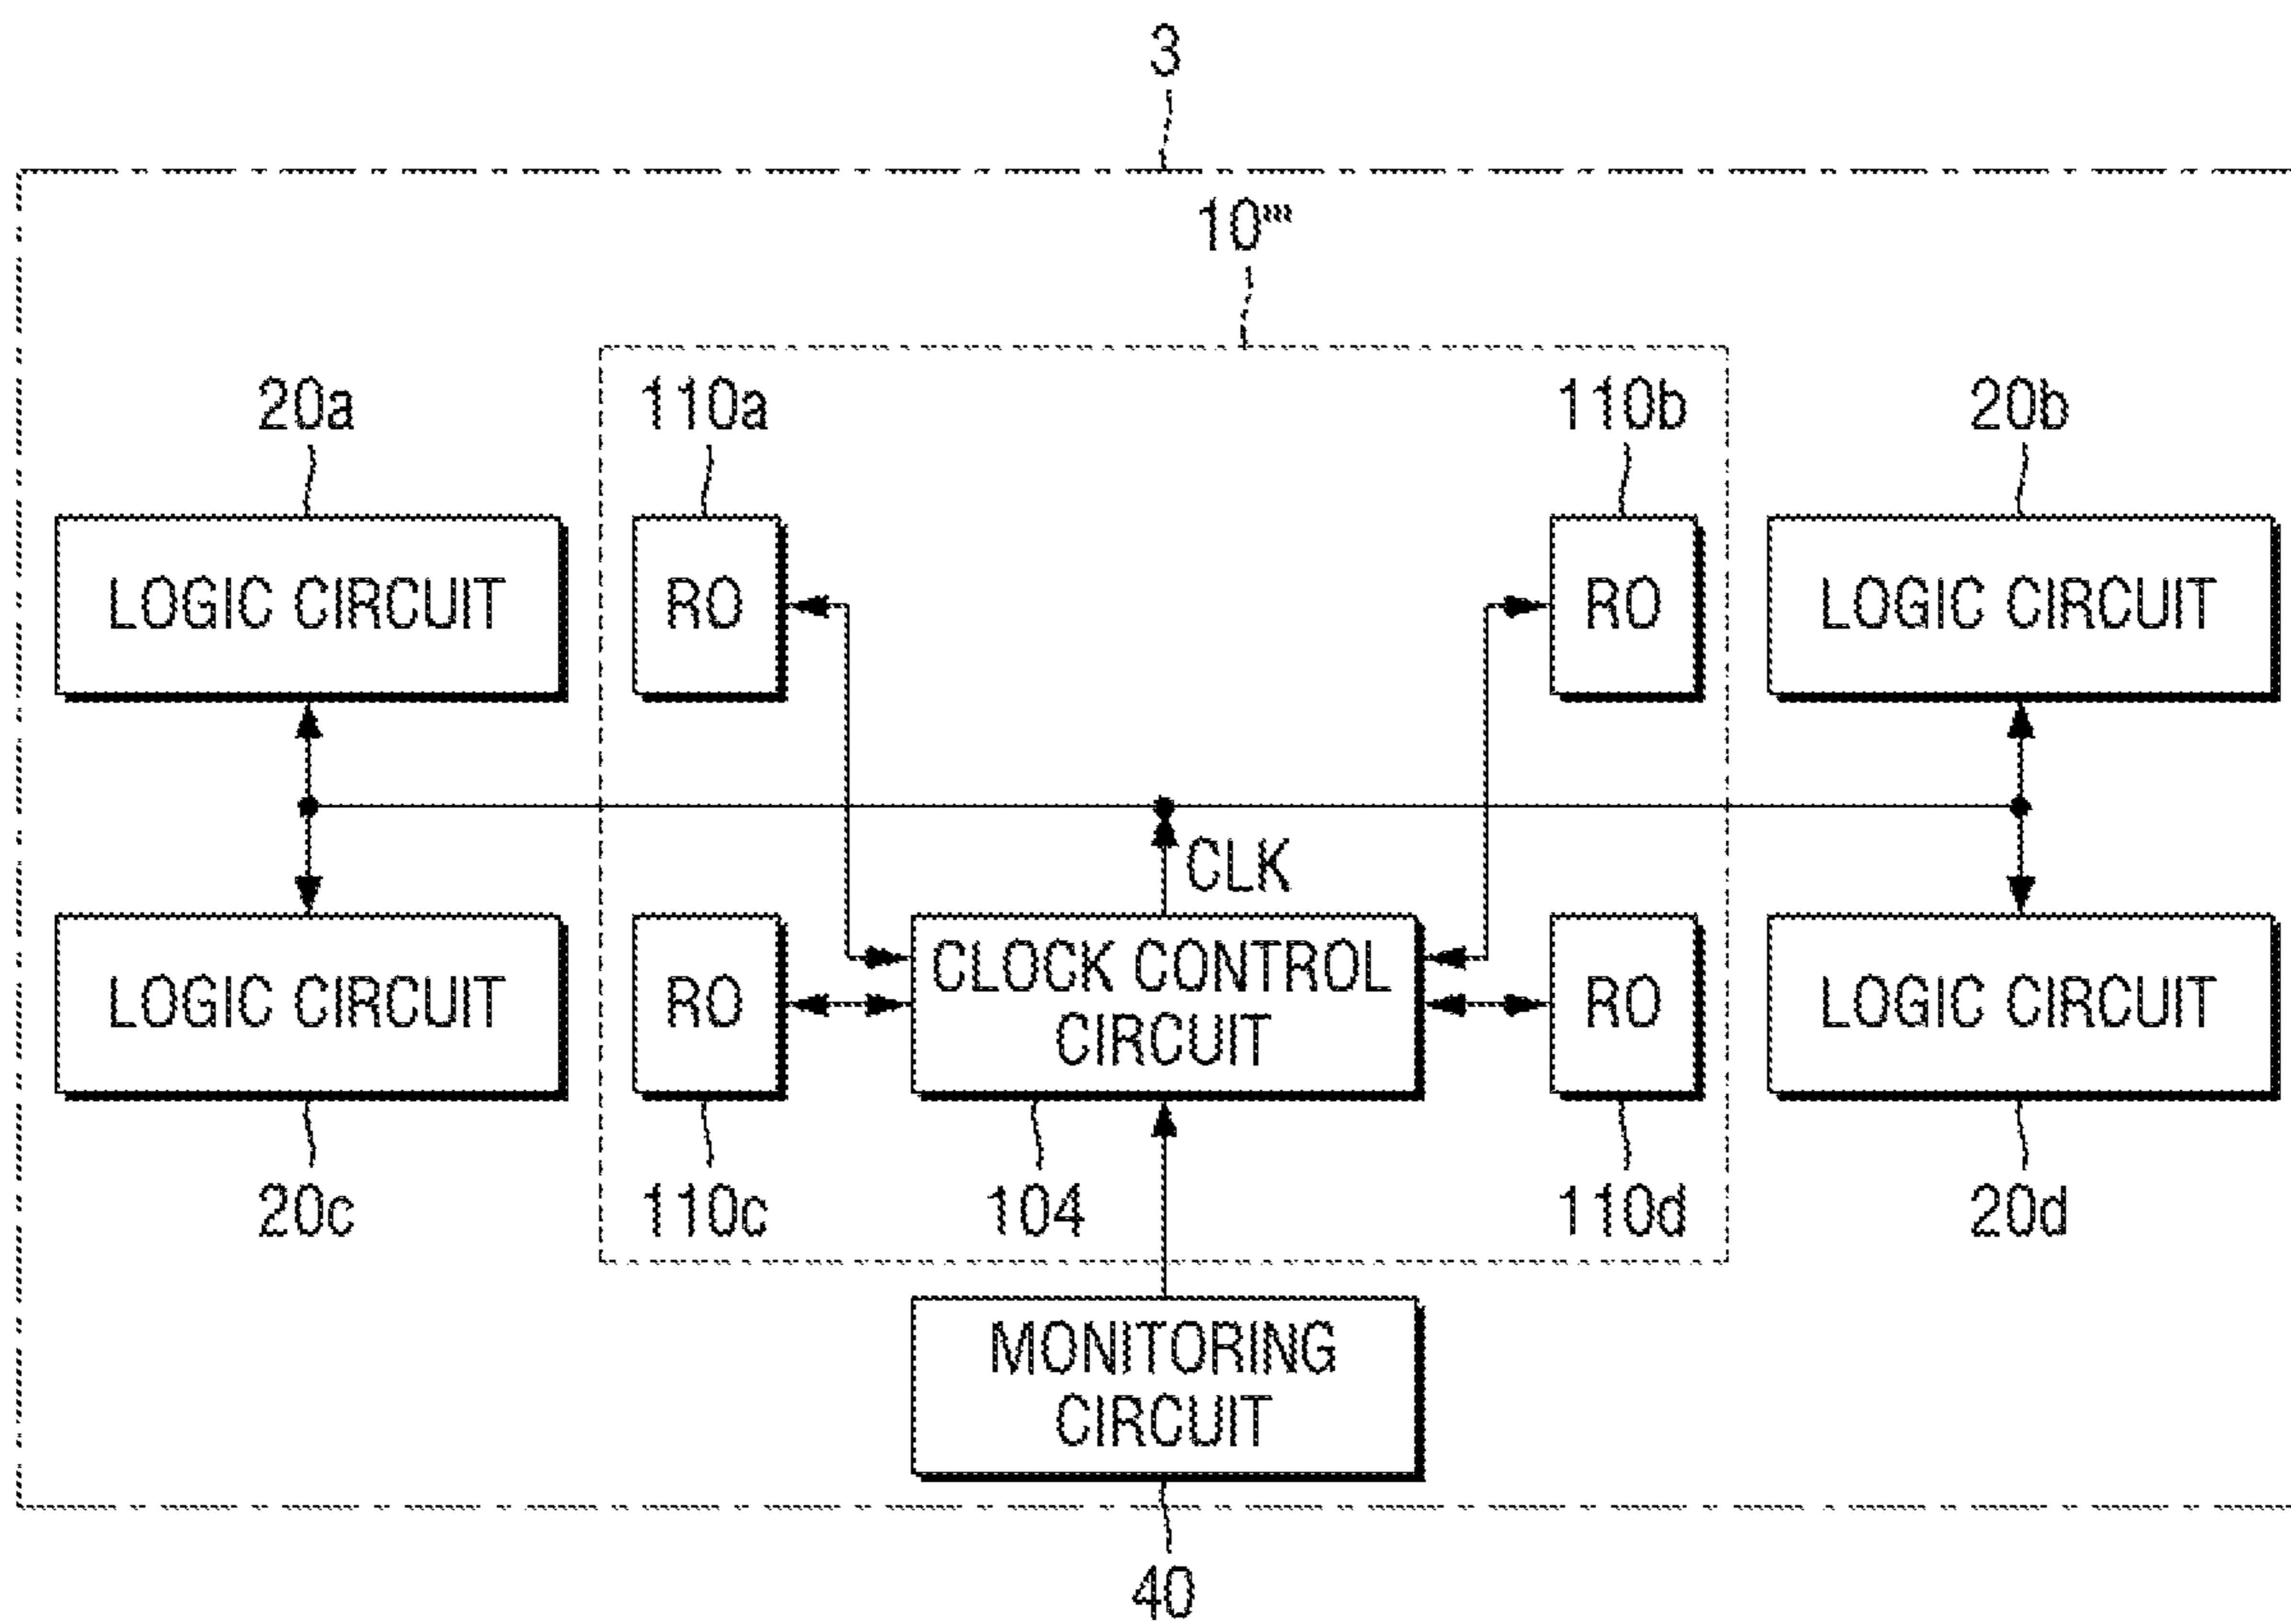 3
10'''
20a
110a
110b
20b
LOGIC CIRCUIT
RO
RO
LOGIC CIRCUIT
CLK
LOGIC CIRCUIT
RO
CLOCK CONTROL
CIRCUIT
RO
LOGIC CIRCUIT
20c
110c
104
110d
20d
MONITORING
CIRCUIT
40